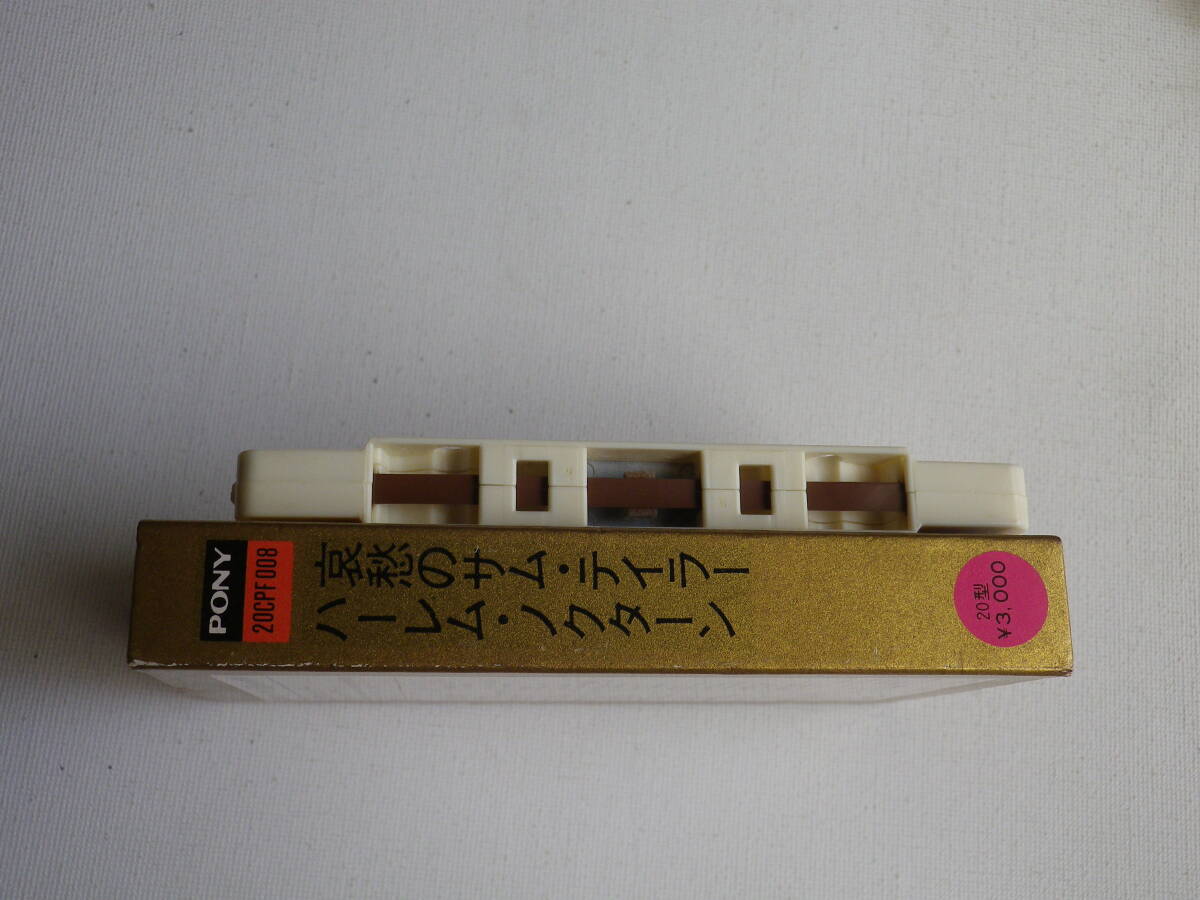 PONY
20CPF008
哀愁のサム・テイラー
ハーレム・ノクターン
20型
¥3,000